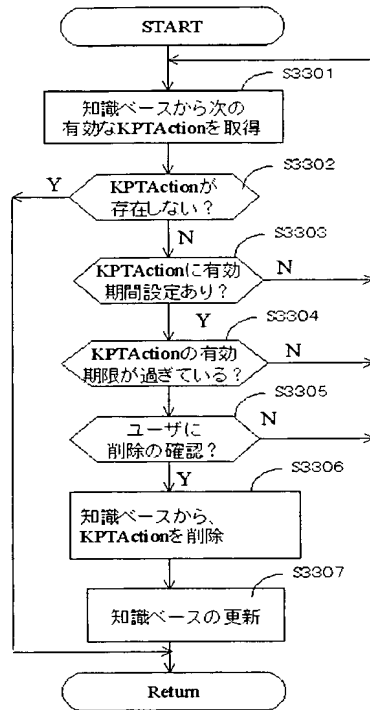 START
S3301
知識ベースから次の
有効なKPTActionを取得
S3302
Y
KPTActionが
存在しない?
N
S3303
KPTActionに有効
期間設定あり?
N
Y
S3304
KPTActionの有効
期限が過ぎている?
N
S3305
ユーザに
削除の確認?
N
Y
S3306
知識ベースから、
KPTActionを削除
S3307
知識ベースの更新
Return